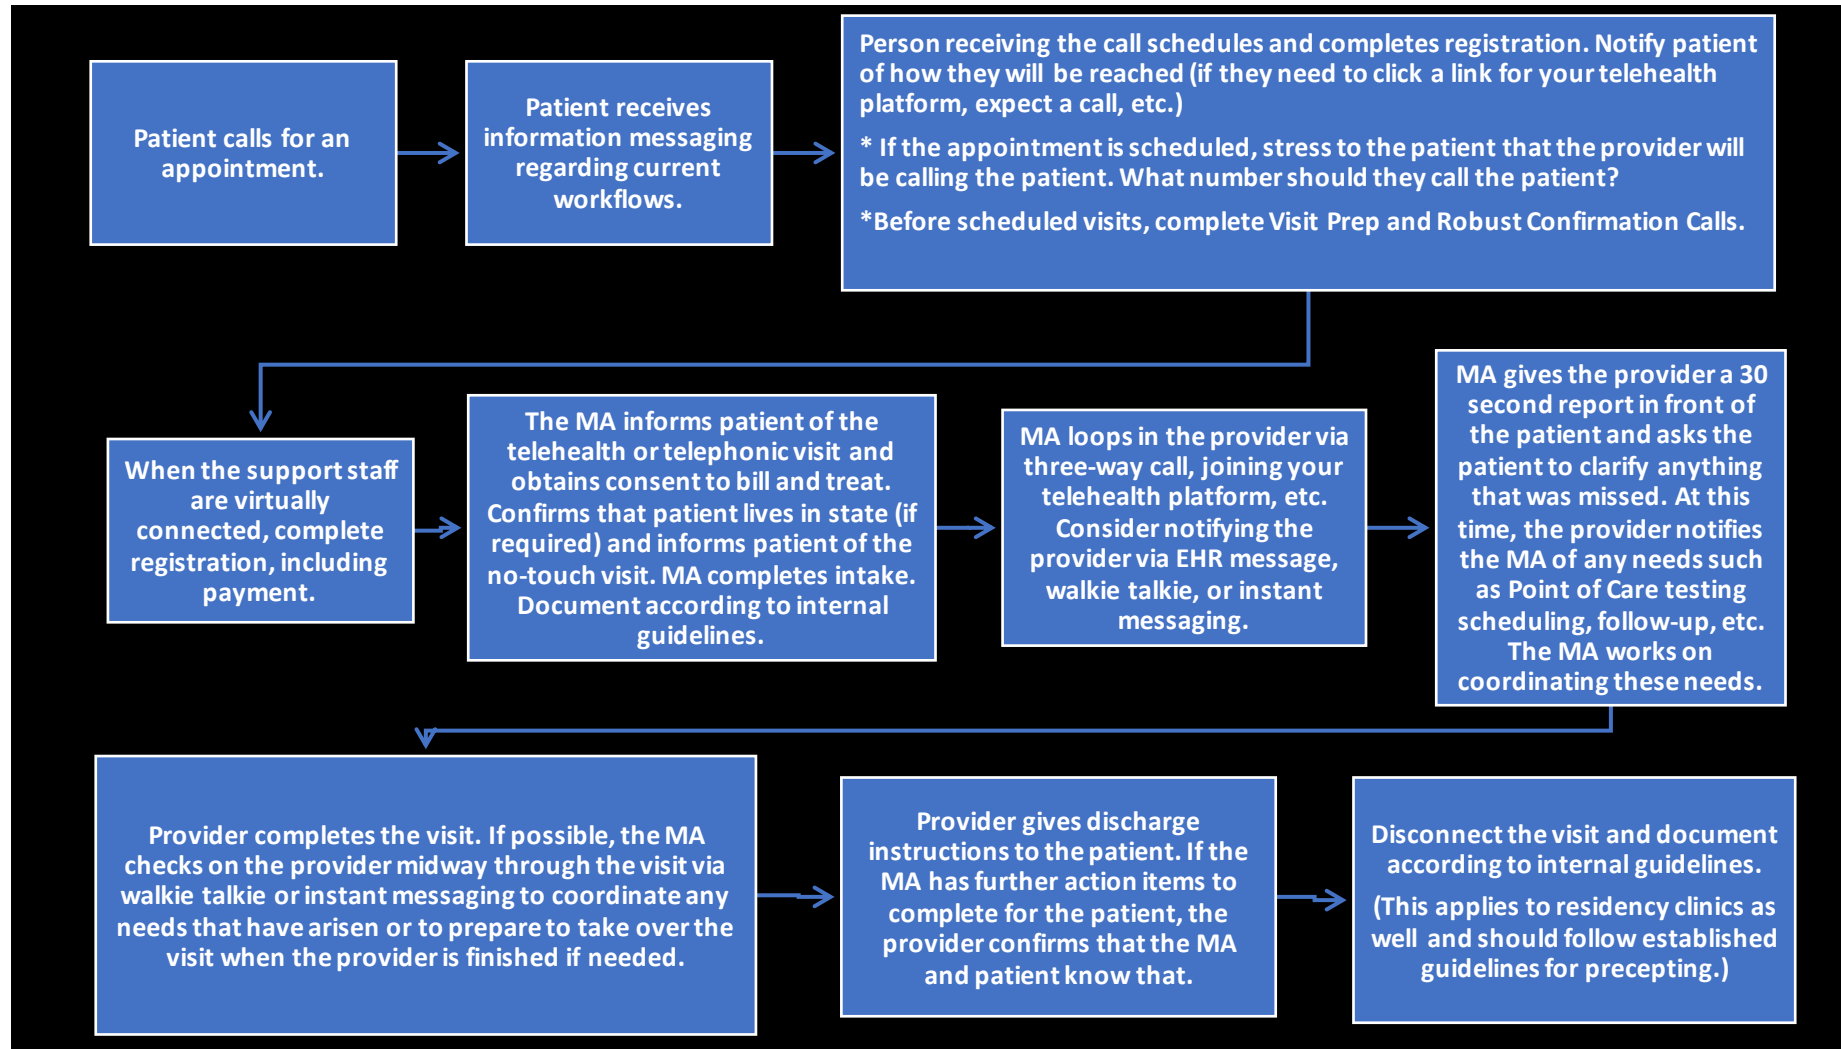 Patient calls for an
appointment.
Patient receives
information messaging
regarding current
workflows.
Person receiving the call schedules and completes registration. Notify patient
of how they will be reached (if they need to click a link for your telehealth
platform, expect a call, etc.)
* If the appointment is scheduled, stress to the patient that the provider will
be calling the patient. What number should they call the patient?
*Before scheduled visits, complete Visit Prep and Robust Confirmation Calls.
When the support staff
are virtually
connected, complete
registration, including
payment.
The MA informs patient of the
telehealth or telephonic visit and
obtains consent to bill and treat.
Confirms that patient lives in state (if
required) and informs patient of the
no-touch visit. MA completes intake.
Document according to internal
guidelines.
MA loops in the provider via
three-way call, joining your
telehealth platform, etc.
Consider notifying the
provider via EHR message,
walkie talkie, or instant
messaging.
MA gives the provider a 30
second report in front of
the patient and asks the
patient to clarify anything
that was missed. At this
time, the provider notifies
the MA of any needs such
as Point of Care testing
scheduling, follow-up, etc.
The MA works on
coordinating these needs.
Provider completes the visit. If possible, the MA
checks on the provider midway through the visit via
walkie talkie or instant messaging to coordinate any
needs that have arisen or to prepare to take over the
visit when the provider is finished if needed.
Provider gives discharge
instructions to the patient. If the
MA has further action items to
complete for the patient, the
provider confirms that the MA
and patient know that.
Disconnect the visit and document
according to internal guidelines.
(This applies to residency clinics as
well and should follow established
guidelines for precepting.)